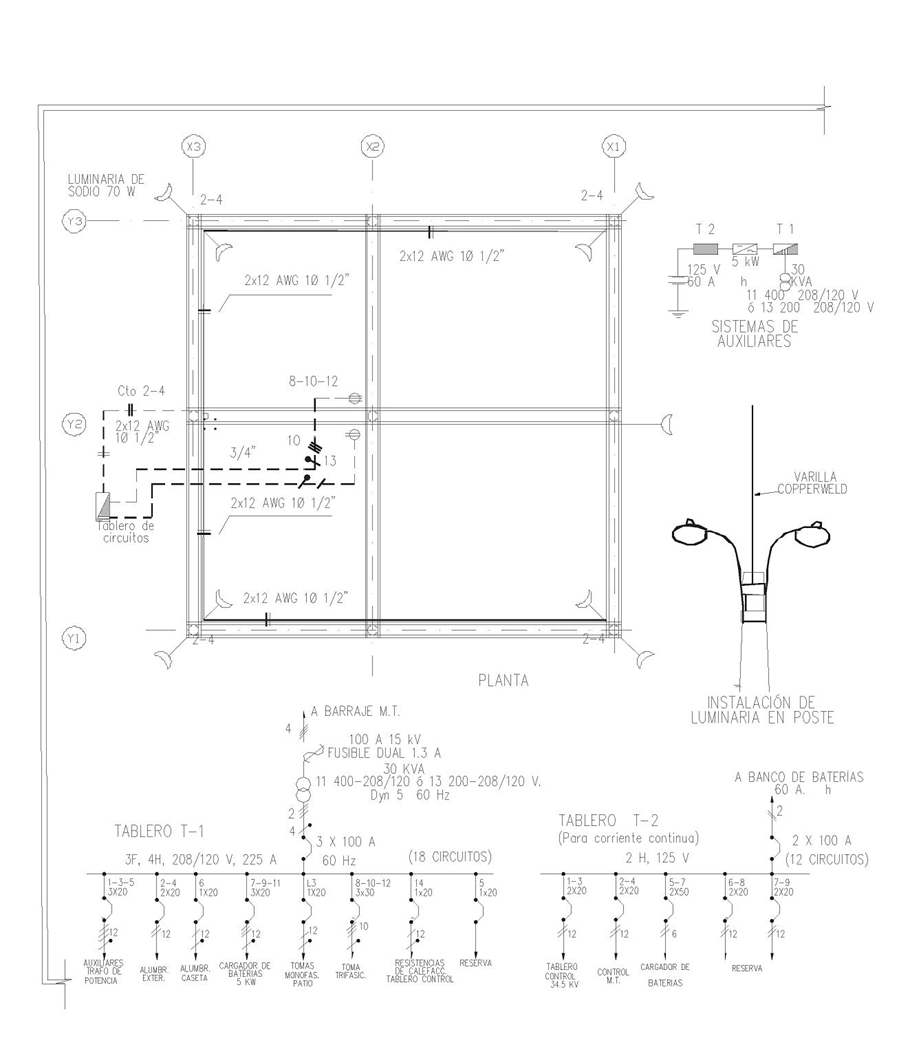 X3
X2
X1
LUMINARIA DE
SODIO 70 W
2-4
2-4
Y3
2x12 AWG 1Ø 1/2"
2x12 AWG 1Ø 1/2"
T 2
T 1
5 kW
125 V
60 A h
30
KVA
11 400 208/120 V
ó 13 200 208/120 V
SISTEMAS DE
AUXILIARES
8-10-12
Cto 2-4
Y2
2x12 AWG
1Ø 1/2"
10
3/4"
13
2x12 AWG 1Ø 1/2"
Tablero de
circuitos
VARILLA
COPPERWELD
2x12 AWG 1Ø 1/2"
Y1
2-4
2-4
PLANTA
INSTALACIÓN DE
LUMINARIA EN POSTE
A BARRAJE M.T.
4
100 A 15 kV
FUSIBLE DUAL 1.3 A
30 KVA
11 400-208/120 ó 13 200-208/120 V.
Dyn 5 60 Hz
2
4
TABLERO T-1
3 X 100 A
3F, 4H, 208/120 V, 225 A
60 Hz
(18 CIRCUITOS)
1-3-5
3X20
2-4
2X20
6
1X20
7-9-11
3X20
L3
1X20
8-10-12
3x30
14
1x20
5
1x20
12
12
12
12
12
10
12
AUXILIARES
TRAFO DE
POTENCIA
ALUMBR.
EXTER.
ALUMBR.
CASETA
CARGADOR DE
BATERÍAS
5 KW
TOMAS
MONOFAS.
PATIO
TOMA
TRIFASIC.
RESISTENCIAS
DE CALEFACC.
TABLERO CONTROL
RESERVA
A BANCO DE BATERÍAS
60 A. h
2
TABLERO T-2
(Para corriente continua)
2 X 100 A
2 H, 125 V
(12 CIRCUITOS)
1-3
2X20
2-4
2X20
5-7
2X50
6-8
2X20
7-9
2X20
12
12
6
12
12
TABLERO
CONTROL
34.5 KV
CONTROL
M.T.
CARGADOR DE
BATERIAS
RESERVA